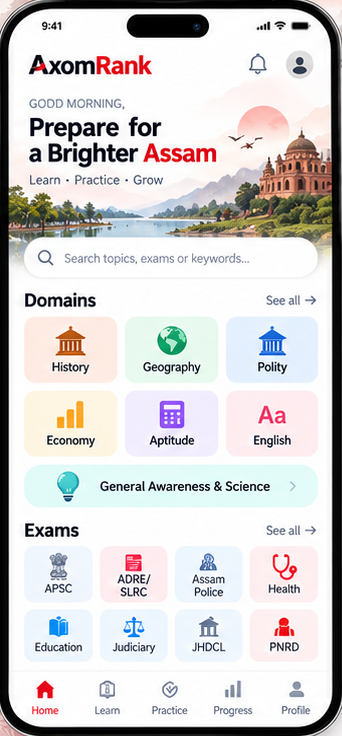 9:41
AxomRank
GODD MORNING,
Prepare for
a Brighter Assam
Learn • Practice • Grow
Search topics, exams or keywords...
Domains
See all →
History
Geography
Polity
Economy
Aa
Aptitude
English
General Awareness & Science
Exams
See all →
APSC
ADRE/
SLRC
Assam
Police
Health
Education
Judiciary
JHDCL
PNRD
Home
Learn
Practice
Progress
Profile